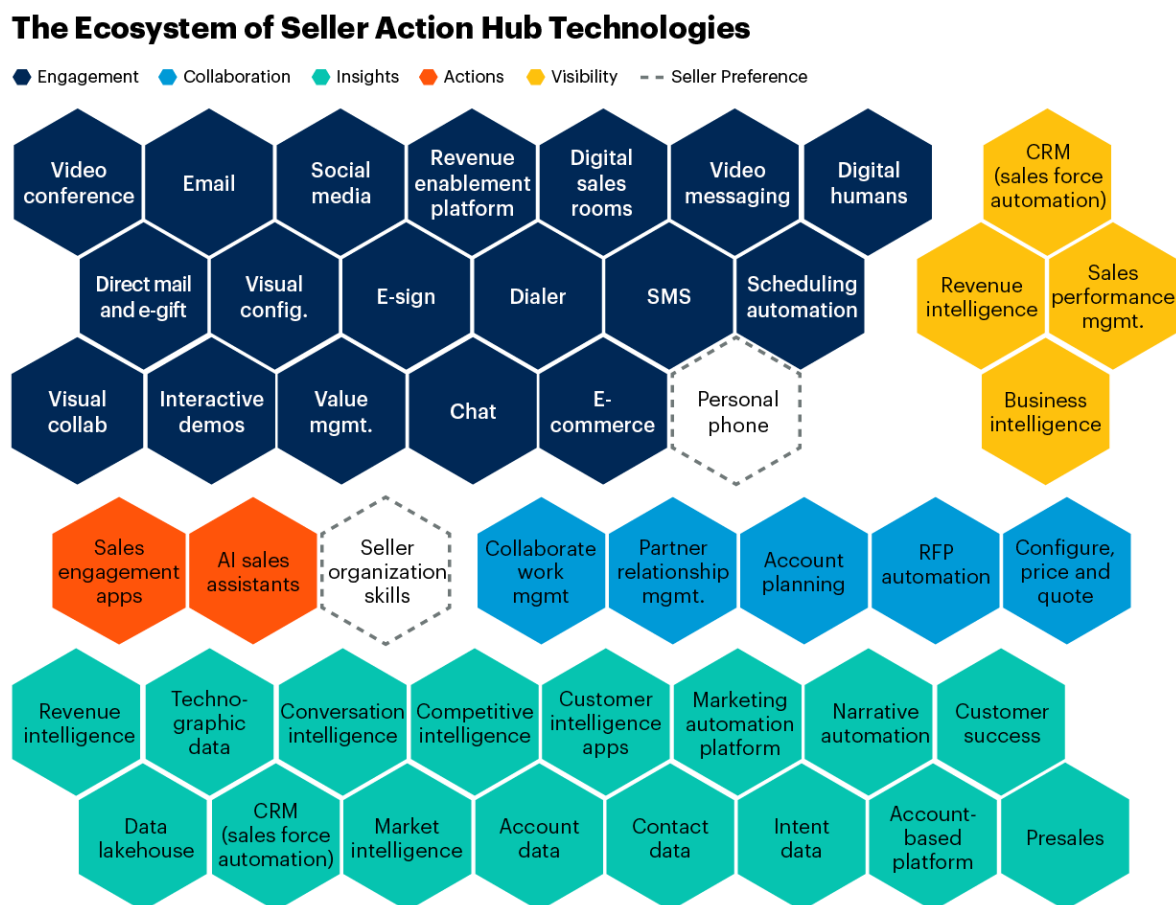 The Ecosystem of Seller Action Hub Technologies
Engagement Collaboration Insights Actions Visibility Seller Preference
Video
conference
Email
Social
media
Revenue
enablement
platform
Digital
sales
rooms
Video
messaging
Digital
humans
CRM
(sales force
automation)
Direct mail
and e-gift
Visual
config.
E-sign
Dialer
SMS
Scheduling
automation
Revenue
intelligence
Sales
performance
mgmt.
Visual
collab
Interactive
demos
Value
mgmt.
Chat
E-
commerce
Personal
phone
Business
intelligence
Sales
engagement
apps
AI sales
assistants
Seller
organization
skills
Collaborate
work
mgmt
Partner
relationship
mgmt.
Account
planning
RFP
automation
Configure,
price and
quote
Revenue
intelligence
Techno-
graphic
data
Conversation
intelligence
Competitive
intelligence
Customer
intelligence
apps
Marketing
automation
platform
Narrative
automation
Customer
success
Data
lakehouse
CRM
(sales force
automation)
Market
intelligence
Account
data
Contact
data
Intent
data
Account-
based
platform
Presales